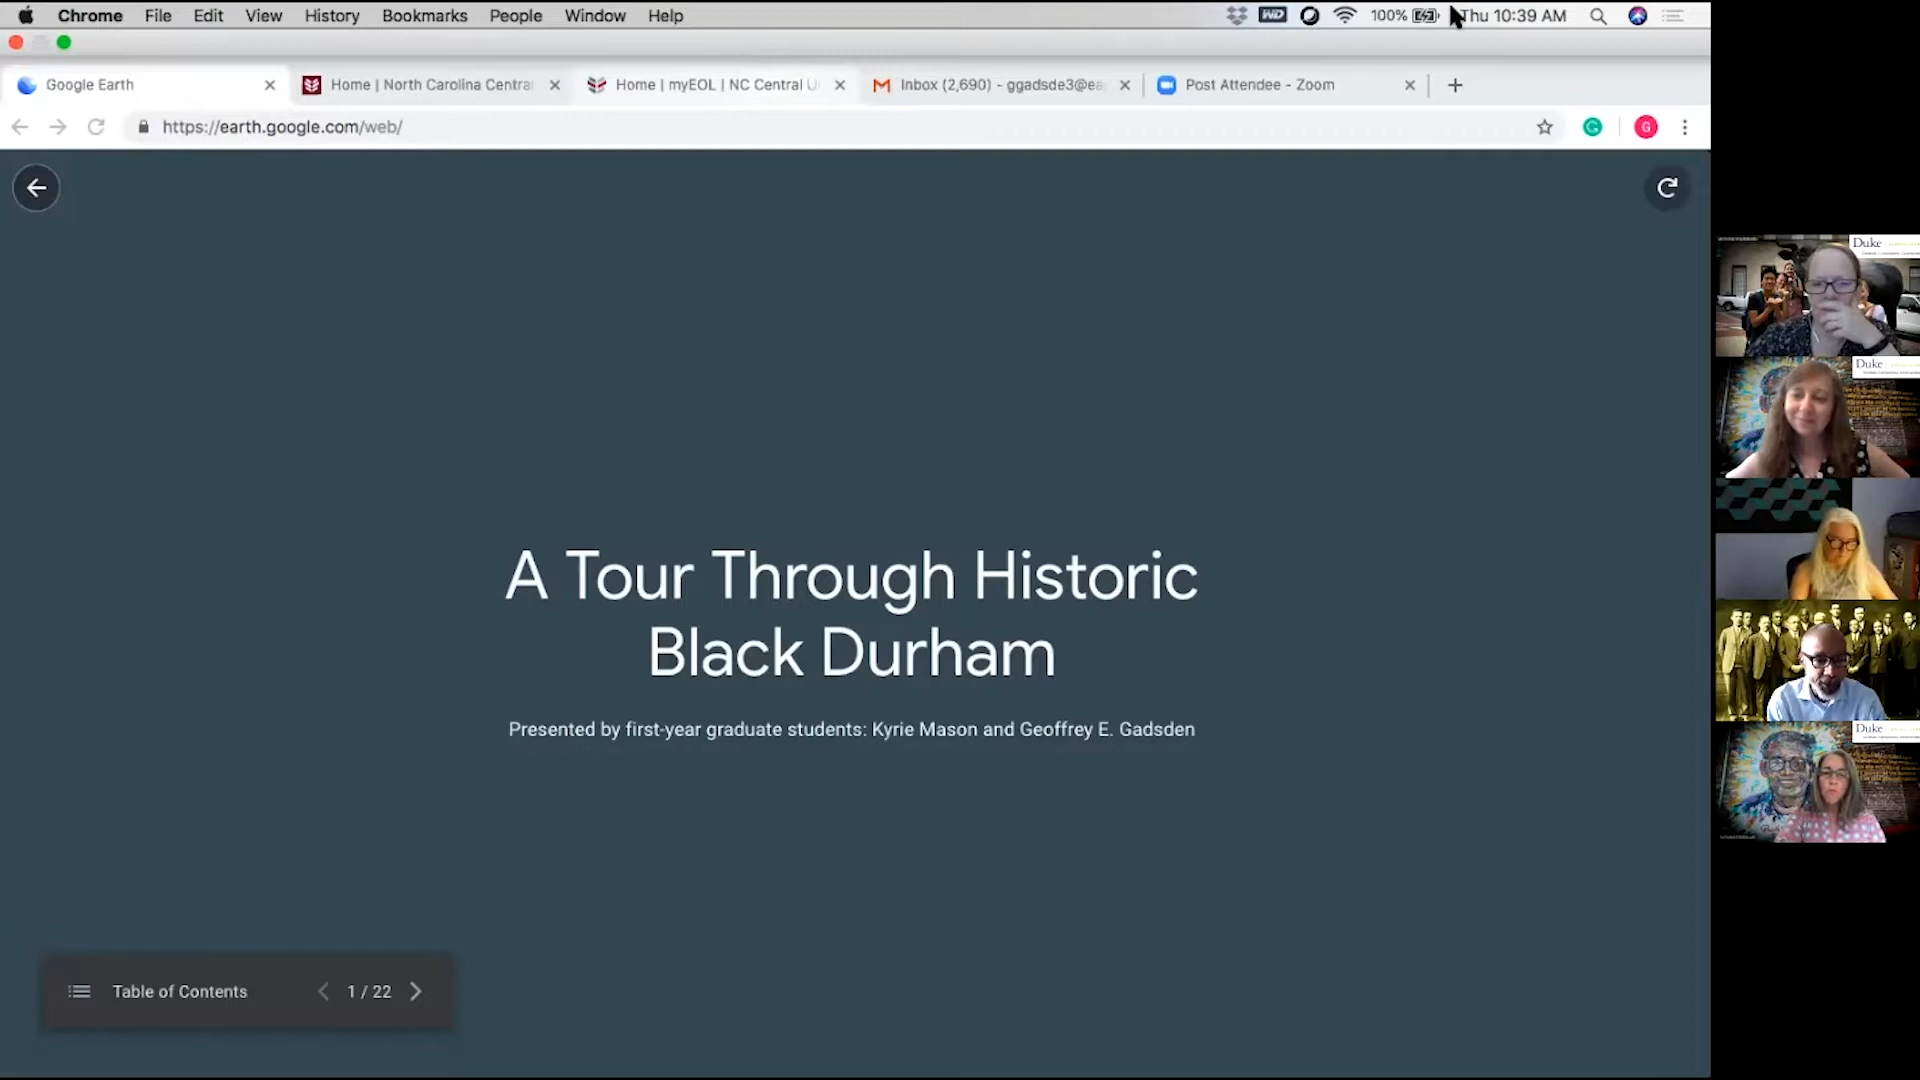 Chrome File Edit View History Bookmarks People Window Help WD 100% Thu 10:39 AM
Google Earth Home | North Carolina Central Home | myEOL | NC Central U Inbox (2,690) - ggadsde3@ea Post Attendee - Zoom
https://earth.google.com/web/ G
Duke
Duke
A Tour Through Historic
Black Durham
Presented by first-year graduate students: Kyrie Mason and Geoffrey E. Gadsden
Duke
Table of Contents 1 / 22